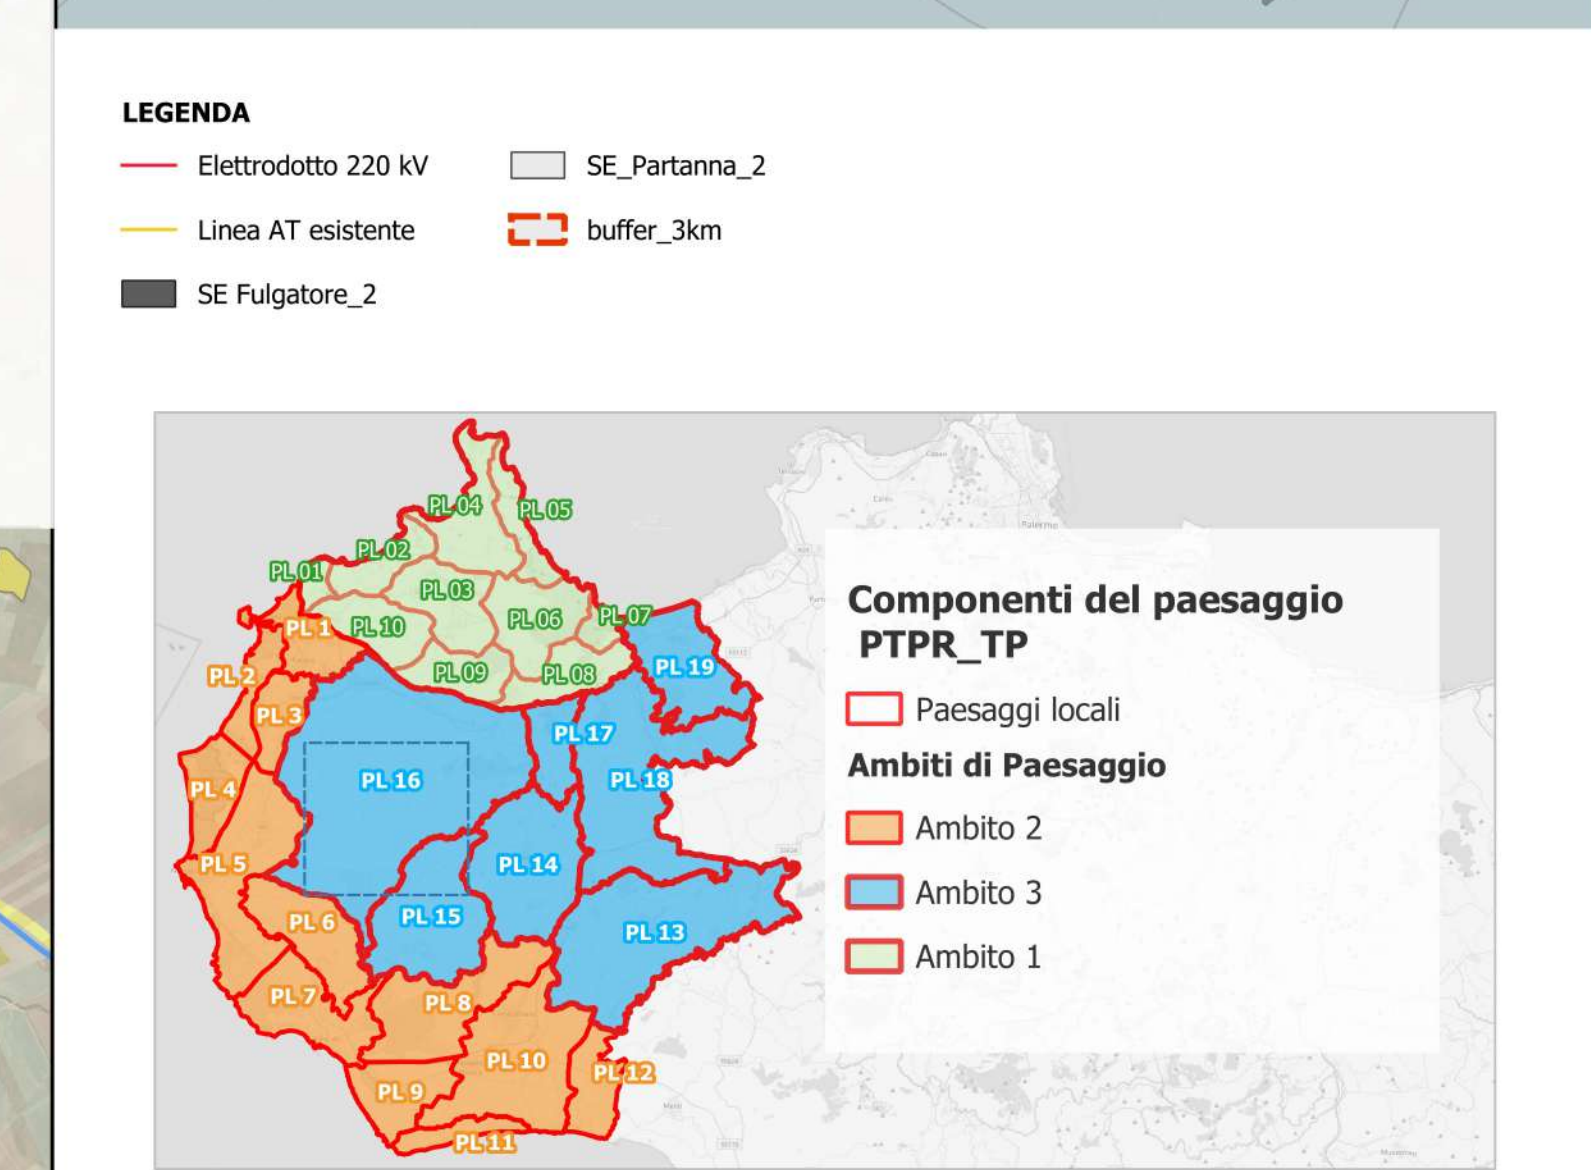 LEGENDA
Elettrodotto 220 kV
SE_Partanna_2
Linea AT esistente
buffer_3km
SE Fulgatore_2
PL 04
PL 05
PL 02
PL 01
PL 03
PL 06
PL 07
PL 10
PL 1
PL 09
PL 08
PL 19
PL 2
PL 3
PL 17
PL 16
PL 18
PL 4
PL 5
PL 14
PL 15
PL 6
PL 13
PL 7
PL 8
PL 10
PL 12
PL 9
PL 11
Palermo
Componenti del paesaggio
PTPR_TP
Paesaggi locali
Ambiti di Paesaggio
Ambito 2
Ambito 3
Ambito 1